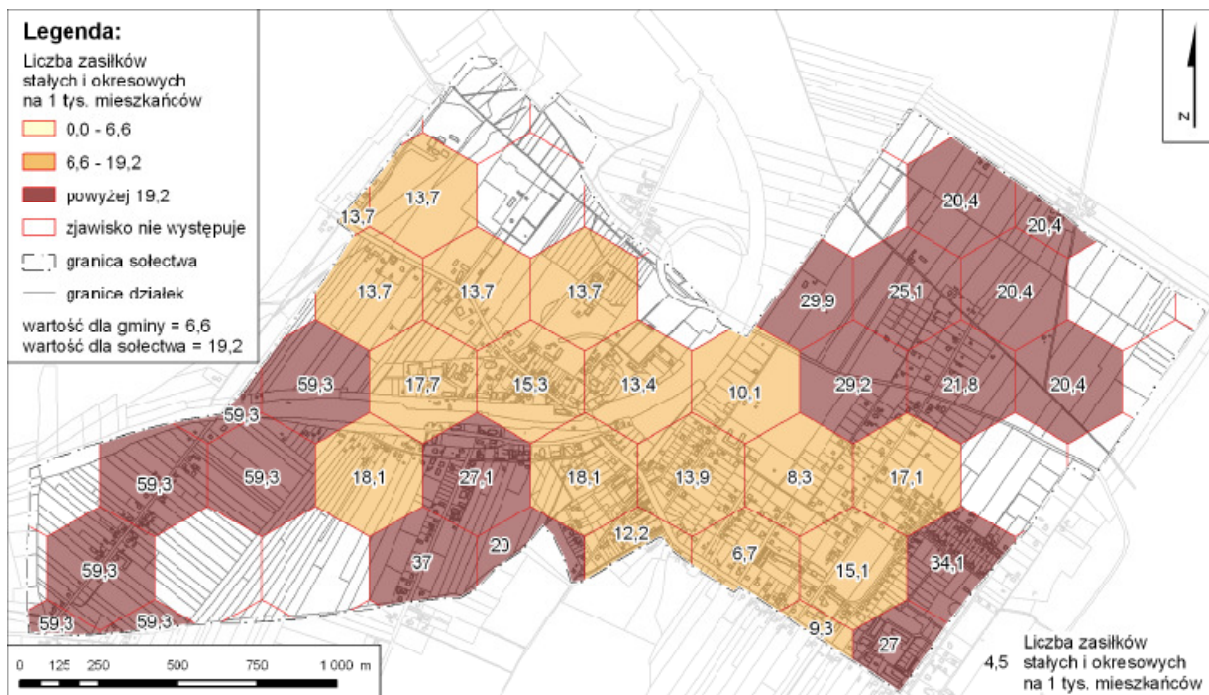 Legenda:
Liczba zasiłków
stałych i okresowych
na 1 tys. mieszkańców
0,0 - 6,6
6,6 - 19,2
powyżej 19,2
zjawisko nie występuje
granica sołectwa
granice działek
wartość dla gminy = 6,6
wartość dla sołectwa = 19,2
N
13,7
13,7
20,4
20,4
13,7
13,7
13,7
29,9
25,1
20,4
59,3
17,7
15,3
13,4
10,1
29,2
21,8
20,4
59,3
59,3
59,3
18,1
27,1
18,1
13,9
8,3
17,1
59,3
37
20
12,2
6,7
15,1
34,1
59,3
59,3
9,3
27
0 125 250 500 750 1 000 m
Liczba zasiłków
4,5 stałych i okresowych
na 1 tys. mieszkańców